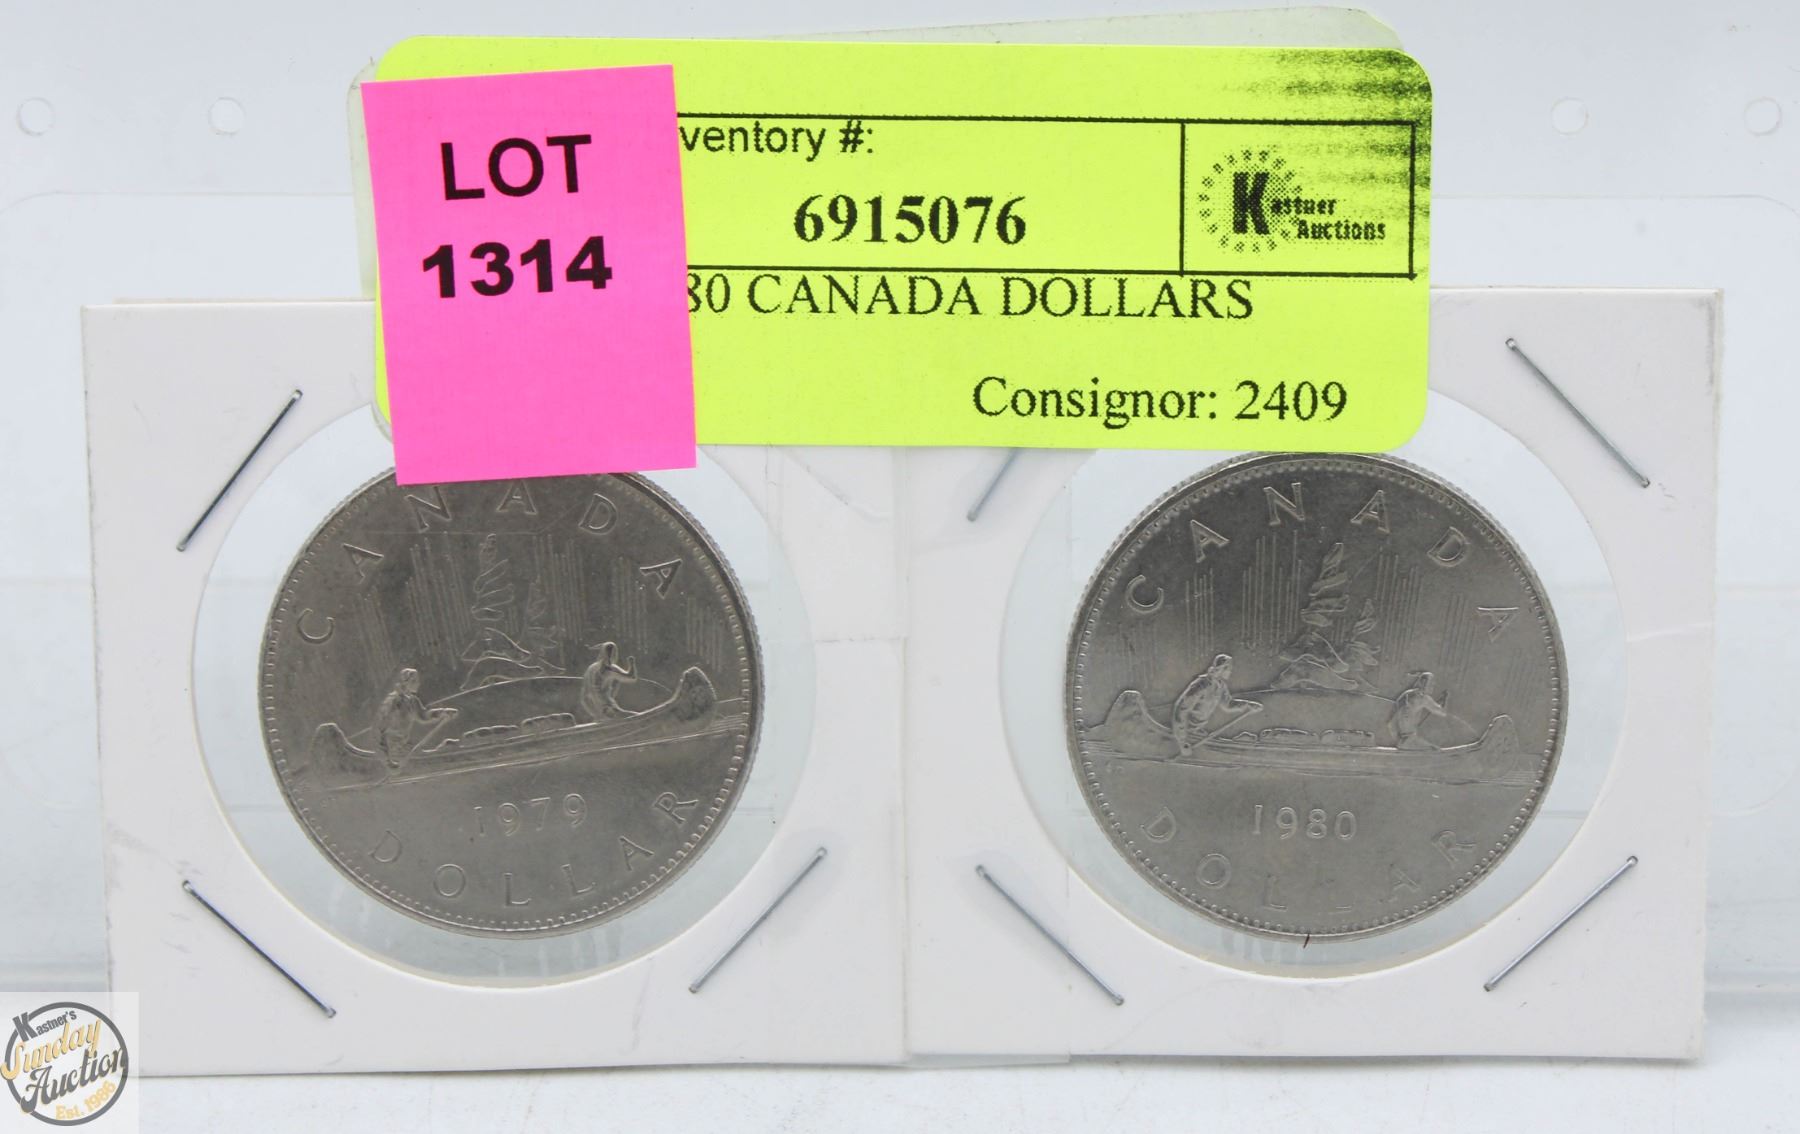 LOT
1314
ventory #:
6915076
Kastner
Auctions
80 CANADA DOLLARS
Consignor: 2409
CANADA
1979
DOLLAR
CANADA
1980
DOLLAR
Kastner's
Sunday
Auction
Est. 1986